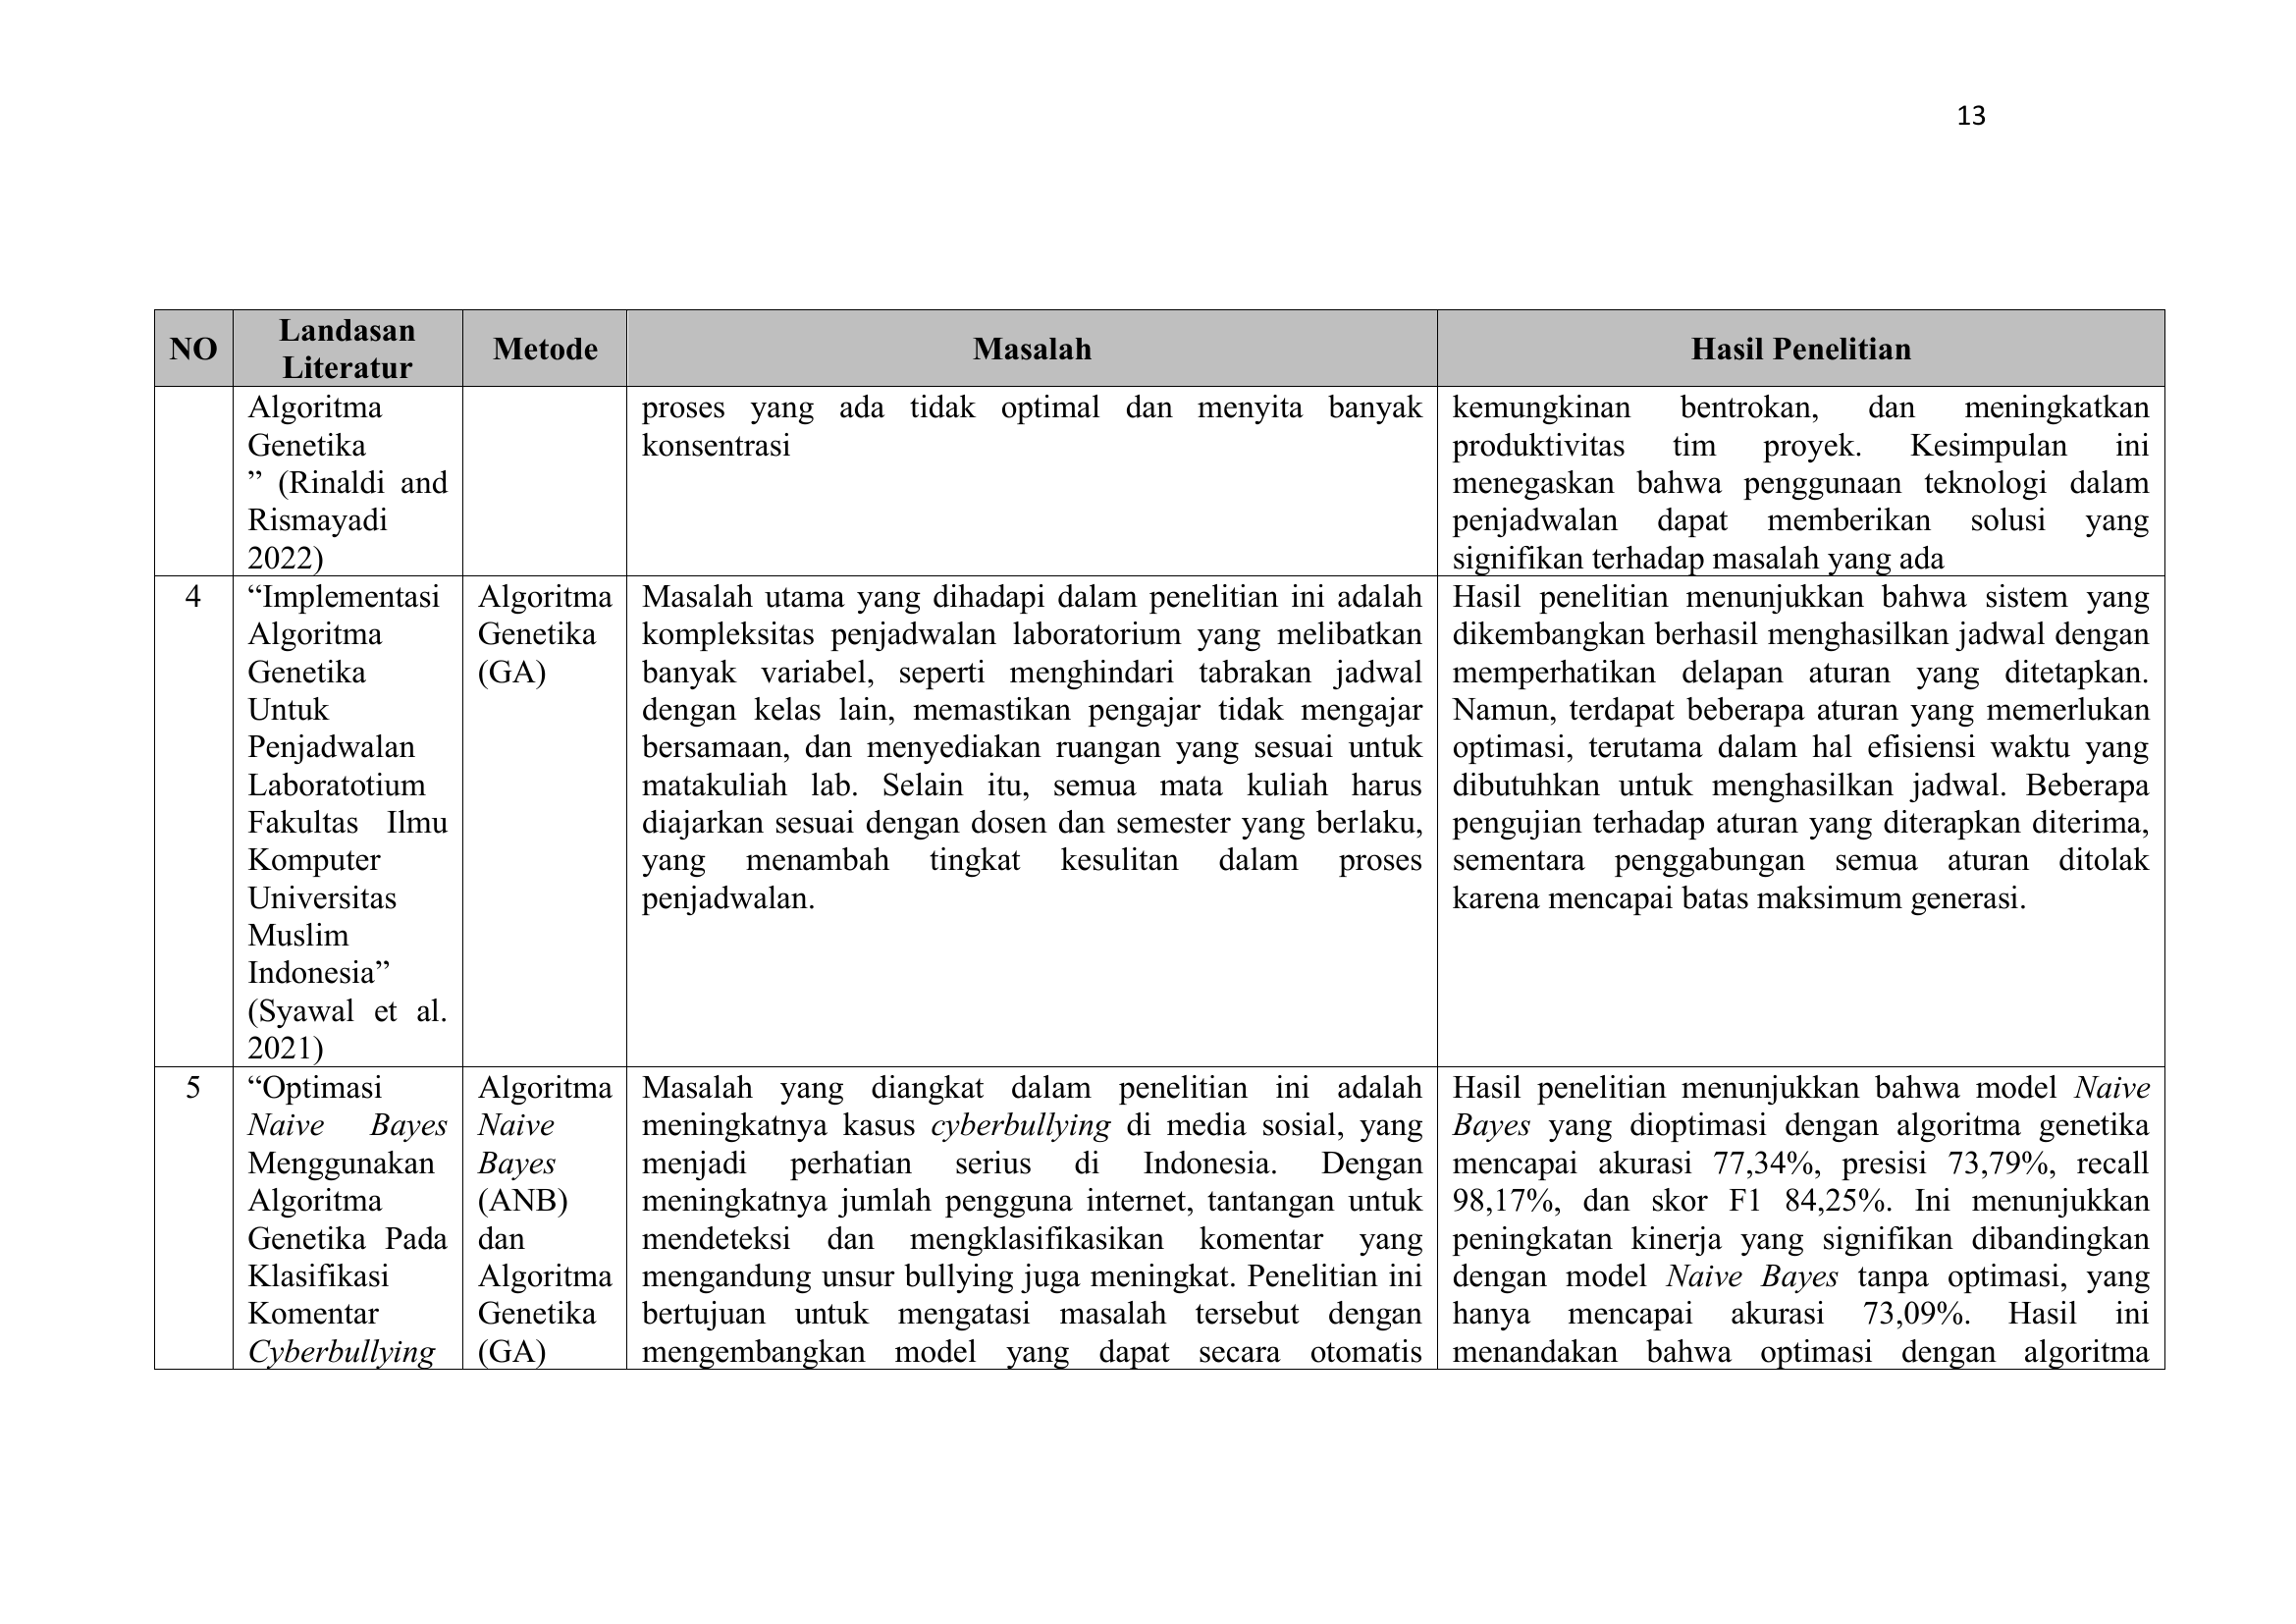 13
NO
Landasan
Literatur
Metode
Masalah
Hasil Penelitian
Algoritma
Genetika
” (Rinaldi and
Rismayadi
2022)
proses yang ada tidak optimal dan menyita banyak
konsentrasi
kemungkinan bentrokan, dan meningkatkan
produktivitas tim proyek. Kesimpulan ini
menegaskan bahwa penggunaan teknologi dalam
penjadwalan dapat memberikan solusi yang
signifikan terhadap masalah yang ada
4
“Implementasi
Algoritma
Genetika
Untuk
Penjadwalan
Laboratotium
Fakultas Ilmu
Komputer
Universitas
Muslim
Indonesia”
(Syawal et al.
2021)
Algoritma
Genetika
(GA)
Masalah utama yang dihadapi dalam penelitian ini adalah
kompleksitas penjadwalan laboratorium yang melibatkan
banyak variabel, seperti menghindari tabrakan jadwal
dengan kelas lain, memastikan pengajar tidak mengajar
bersamaan, dan menyediakan ruangan yang sesuai untuk
matakuliah lab. Selain itu, semua mata kuliah harus
diajarkan sesuai dengan dosen dan semester yang berlaku,
yang menambah tingkat kesulitan dalam proses
penjadwalan.
Hasil penelitian menunjukkan bahwa sistem yang
dikembangkan berhasil menghasilkan jadwal dengan
memperhatikan delapan aturan yang ditetapkan.
Namun, terdapat beberapa aturan yang memerlukan
optimasi, terutama dalam hal efisiensi waktu yang
dibutuhkan untuk menghasilkan jadwal. Beberapa
pengujian terhadap aturan yang diterapkan diterima,
sementara penggabungan semua aturan ditolak
karena mencapai batas maksimum generasi.
5
“Optimasi
Naive Bayes
Menggunakan
Algoritma
Genetika Pada
Klasifikasi
Komentar
Cyberbullying
Algoritma
Naive
Bayes
(ANB)
dan
Algoritma
Genetika
(GA)
Masalah yang diangkat dalam penelitian ini adalah
meningkatnya kasus cyberbullying di media sosial, yang
menjadi perhatian serius di Indonesia. Dengan
meningkatnya jumlah pengguna internet, tantangan untuk
mendeteksi dan mengklasifikasikan komentar yang
mengandung unsur bullying juga meningkat. Penelitian ini
bertujuan untuk mengatasi masalah tersebut dengan
mengembangkan model yang dapat secara otomatis
Hasil penelitian menunjukkan bahwa model Naive
Bayes yang dioptimasi dengan algoritma genetika
mencapai akurasi 77,34%, presisi 73,79%, recall
98,17%, dan skor F1 84,25%. Ini menunjukkan
peningkatan kinerja yang signifikan dibandingkan
dengan model Naive Bayes tanpa optimasi, yang
hanya mencapai akurasi 73,09%. Hasil ini
menandakan bahwa optimasi dengan algoritma